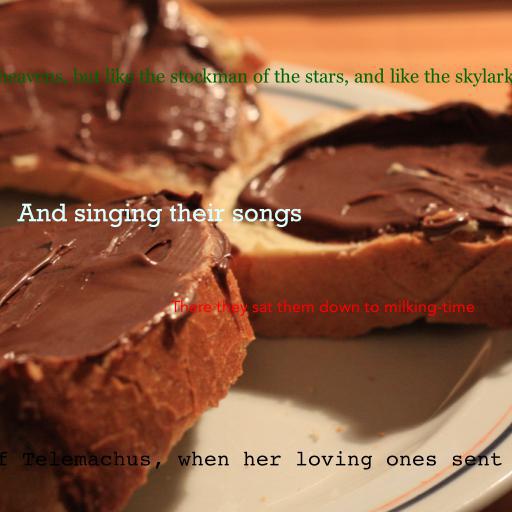 heavens, but like the stockman of the stars, and like the skylark
And singing their songs
There they sat them down to milking-time
f Telemachus, when her loving ones sent